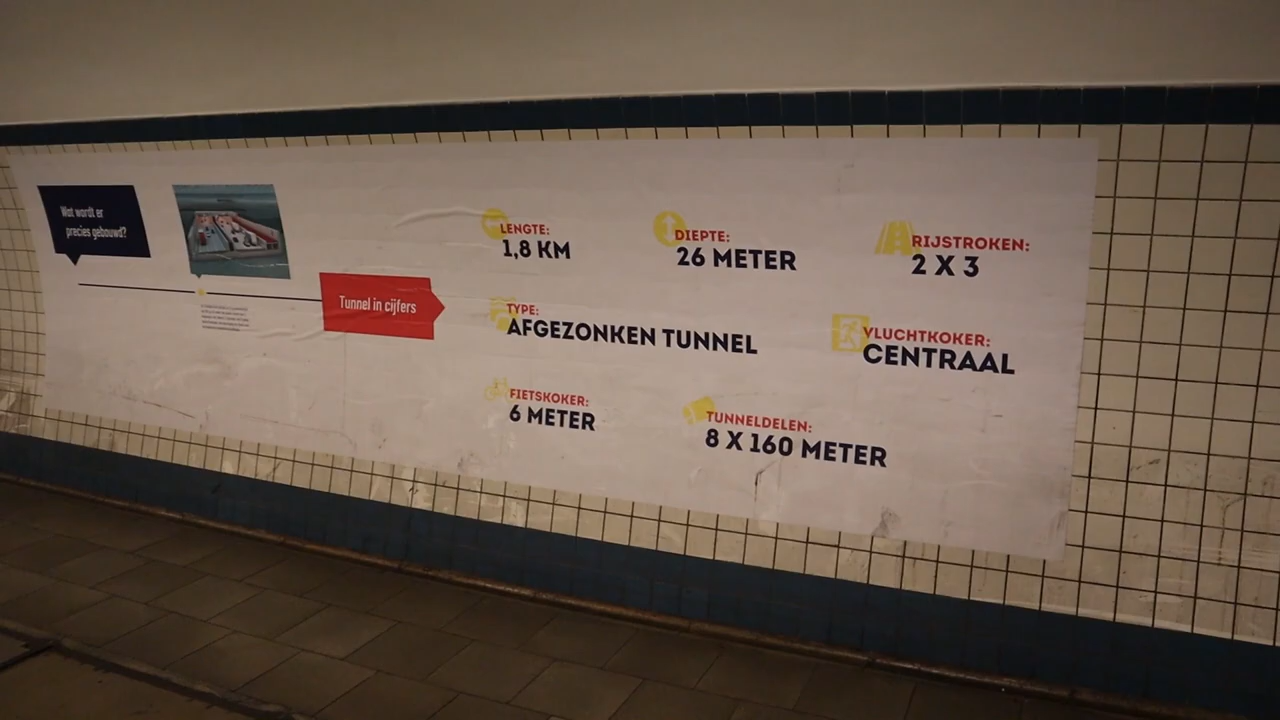 Wat wordt er
precies gebouwd?
Tunnel in cijfers
LENGTE:
1,8 KM
DIEPTE:
26 METER
RIJSTROKEN:
2 X 3
TYPE:
AFGEZONKEN TUNNEL
VLUCHTKOKER:
CENTRAAL
FIETSKOKER:
6 METER
TUNNELDELEN:
8 X 160 METER